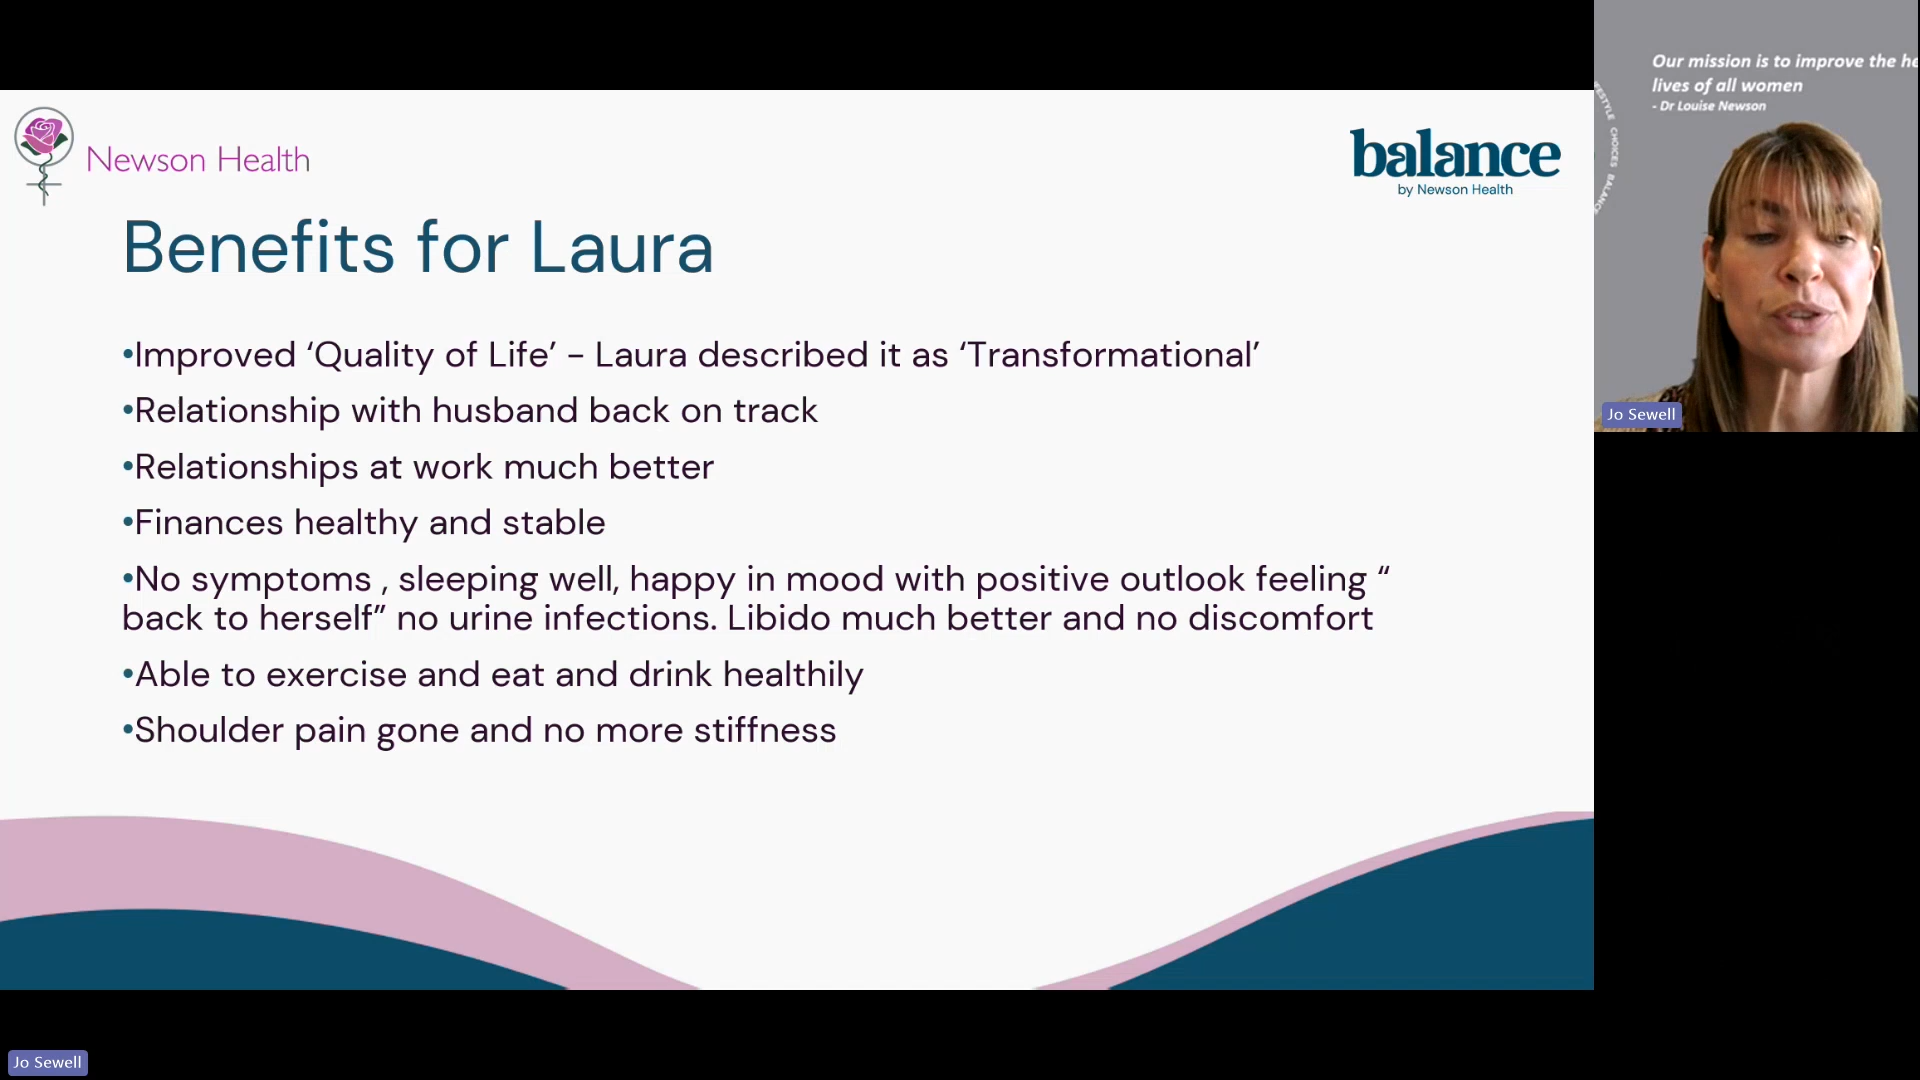 Newson Health
balance
by Newson Health
Benefits for Laura
•Improved ‘Quality of Life’ – Laura described it as ‘Transformational’
•Relationship with husband back on track
•Relationships at work much better
•Finances healthy and stable
•No symptoms , sleeping well, happy in mood with positive outlook feeling “
back to herself” no urine infections. Libido much better and no discomfort
•Able to exercise and eat and drink healthily
•Shoulder pain gone and no more stiffness
Our mission is to improve the he
lives of all women
- Dr Louise Newson
CHOICES
Jo Sewell
Jo Sewell